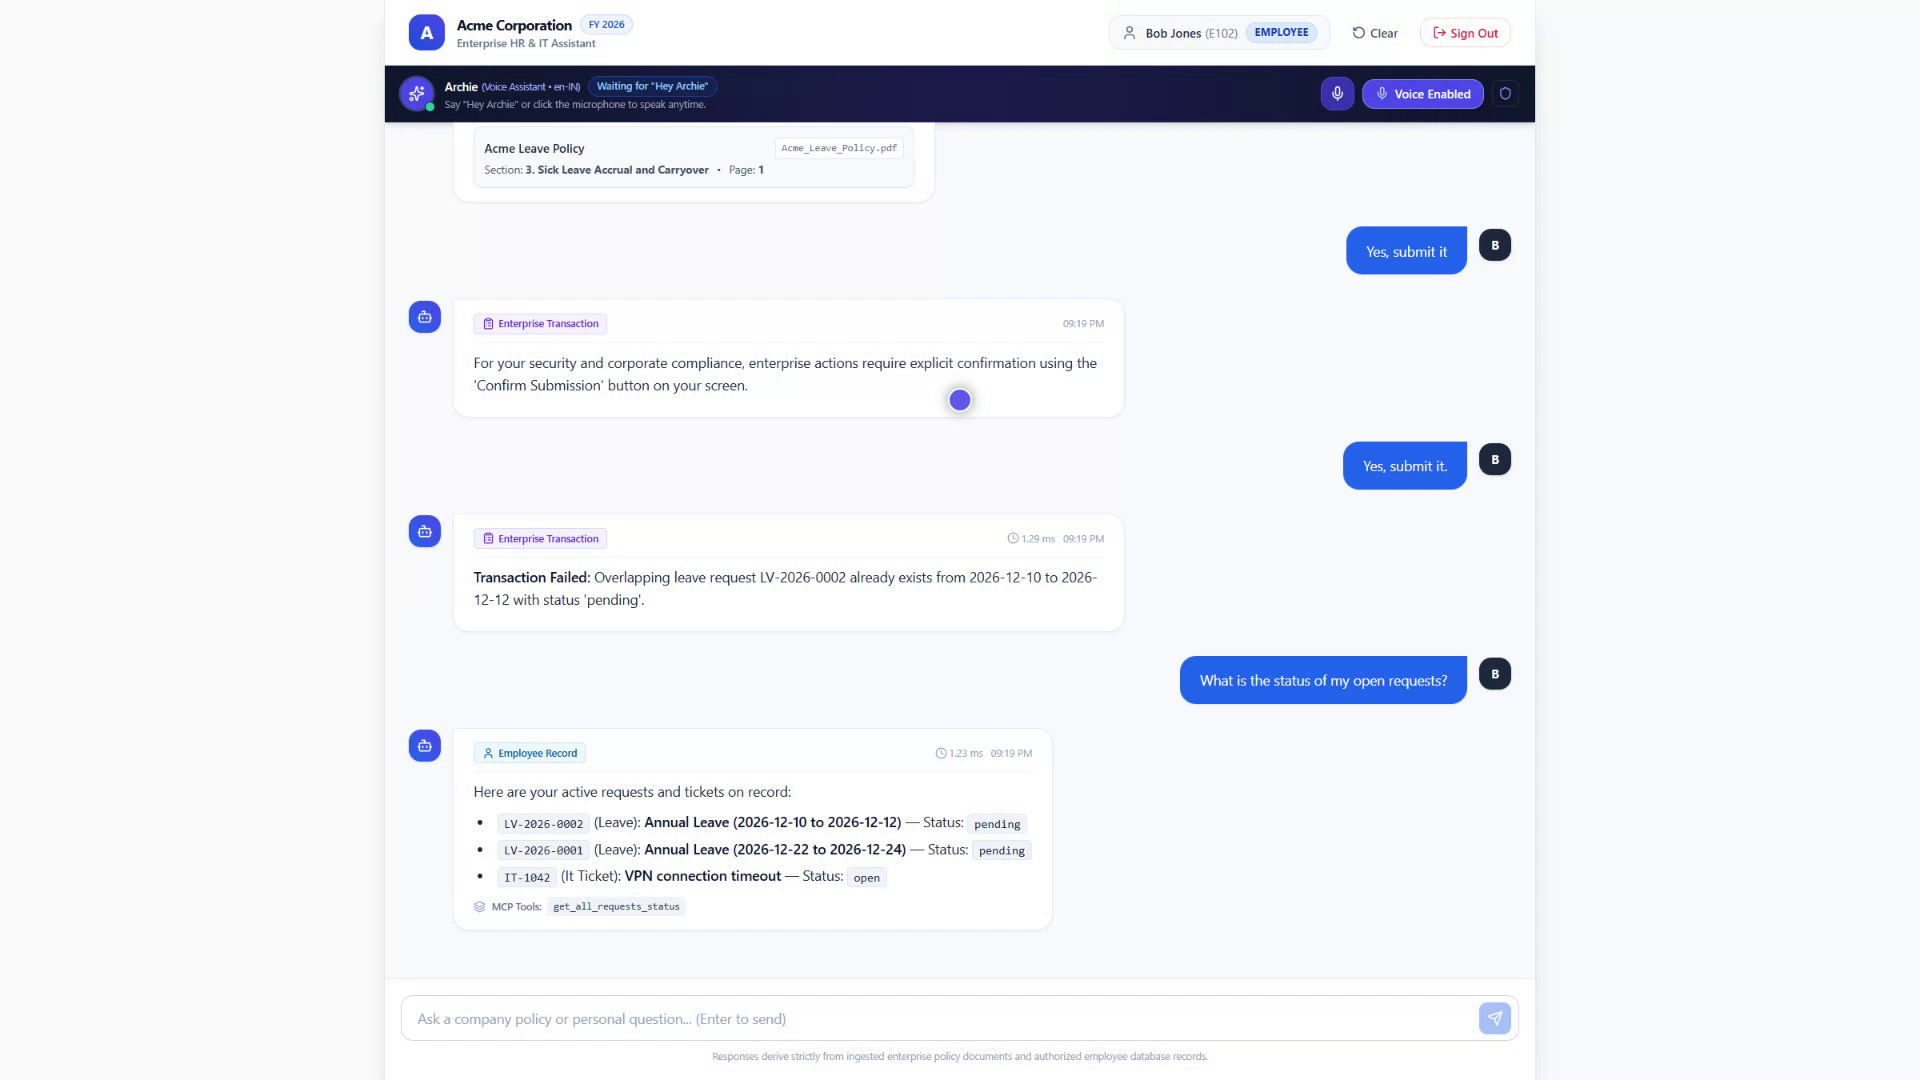 A
Acme Corporation FY 2026
Enterprise HR & IT Assistant
Bob Jones (E102) EMPLOYEE
Clear
Sign Out
Archie (Voice Assistant • en-IN) Waiting for "Hey Archie"
Say "Hey Archie" or click the microphone to speak anytime.
Voice Enabled
Acme Leave Policy Acme_Leave_Policy.pdf
Section: 3. Sick Leave Accrual and Carryover • Page: 1
Yes, submit it
B
Enterprise Transaction 09:19 PM
For your security and corporate compliance, enterprise actions require explicit confirmation using the
'Confirm Submission' button on your screen.
Yes, submit it.
B
Enterprise Transaction 1.29 ms 09:19 PM
Transaction Failed: Overlapping leave request LV-2026-0002 already exists from 2026-12-10 to 2026-
12-12 with status 'pending'.
What is the status of my open requests?
B
Employee Record 1.23 ms 09:19 PM
Here are your active requests and tickets on record:
• LV-2026-0002 (Leave): Annual Leave (2026-12-10 to 2026-12-12) — Status: pending
• LV-2026-0001 (Leave): Annual Leave (2026-12-22 to 2026-12-24) — Status: pending
• IT-1042 (It Ticket): VPN connection timeout — Status: open
MCP Tools: get_all_requests_status
Ask a company policy or personal question... (Enter to send)
Responses derive strictly from ingested enterprise policy documents and authorized employee database records.